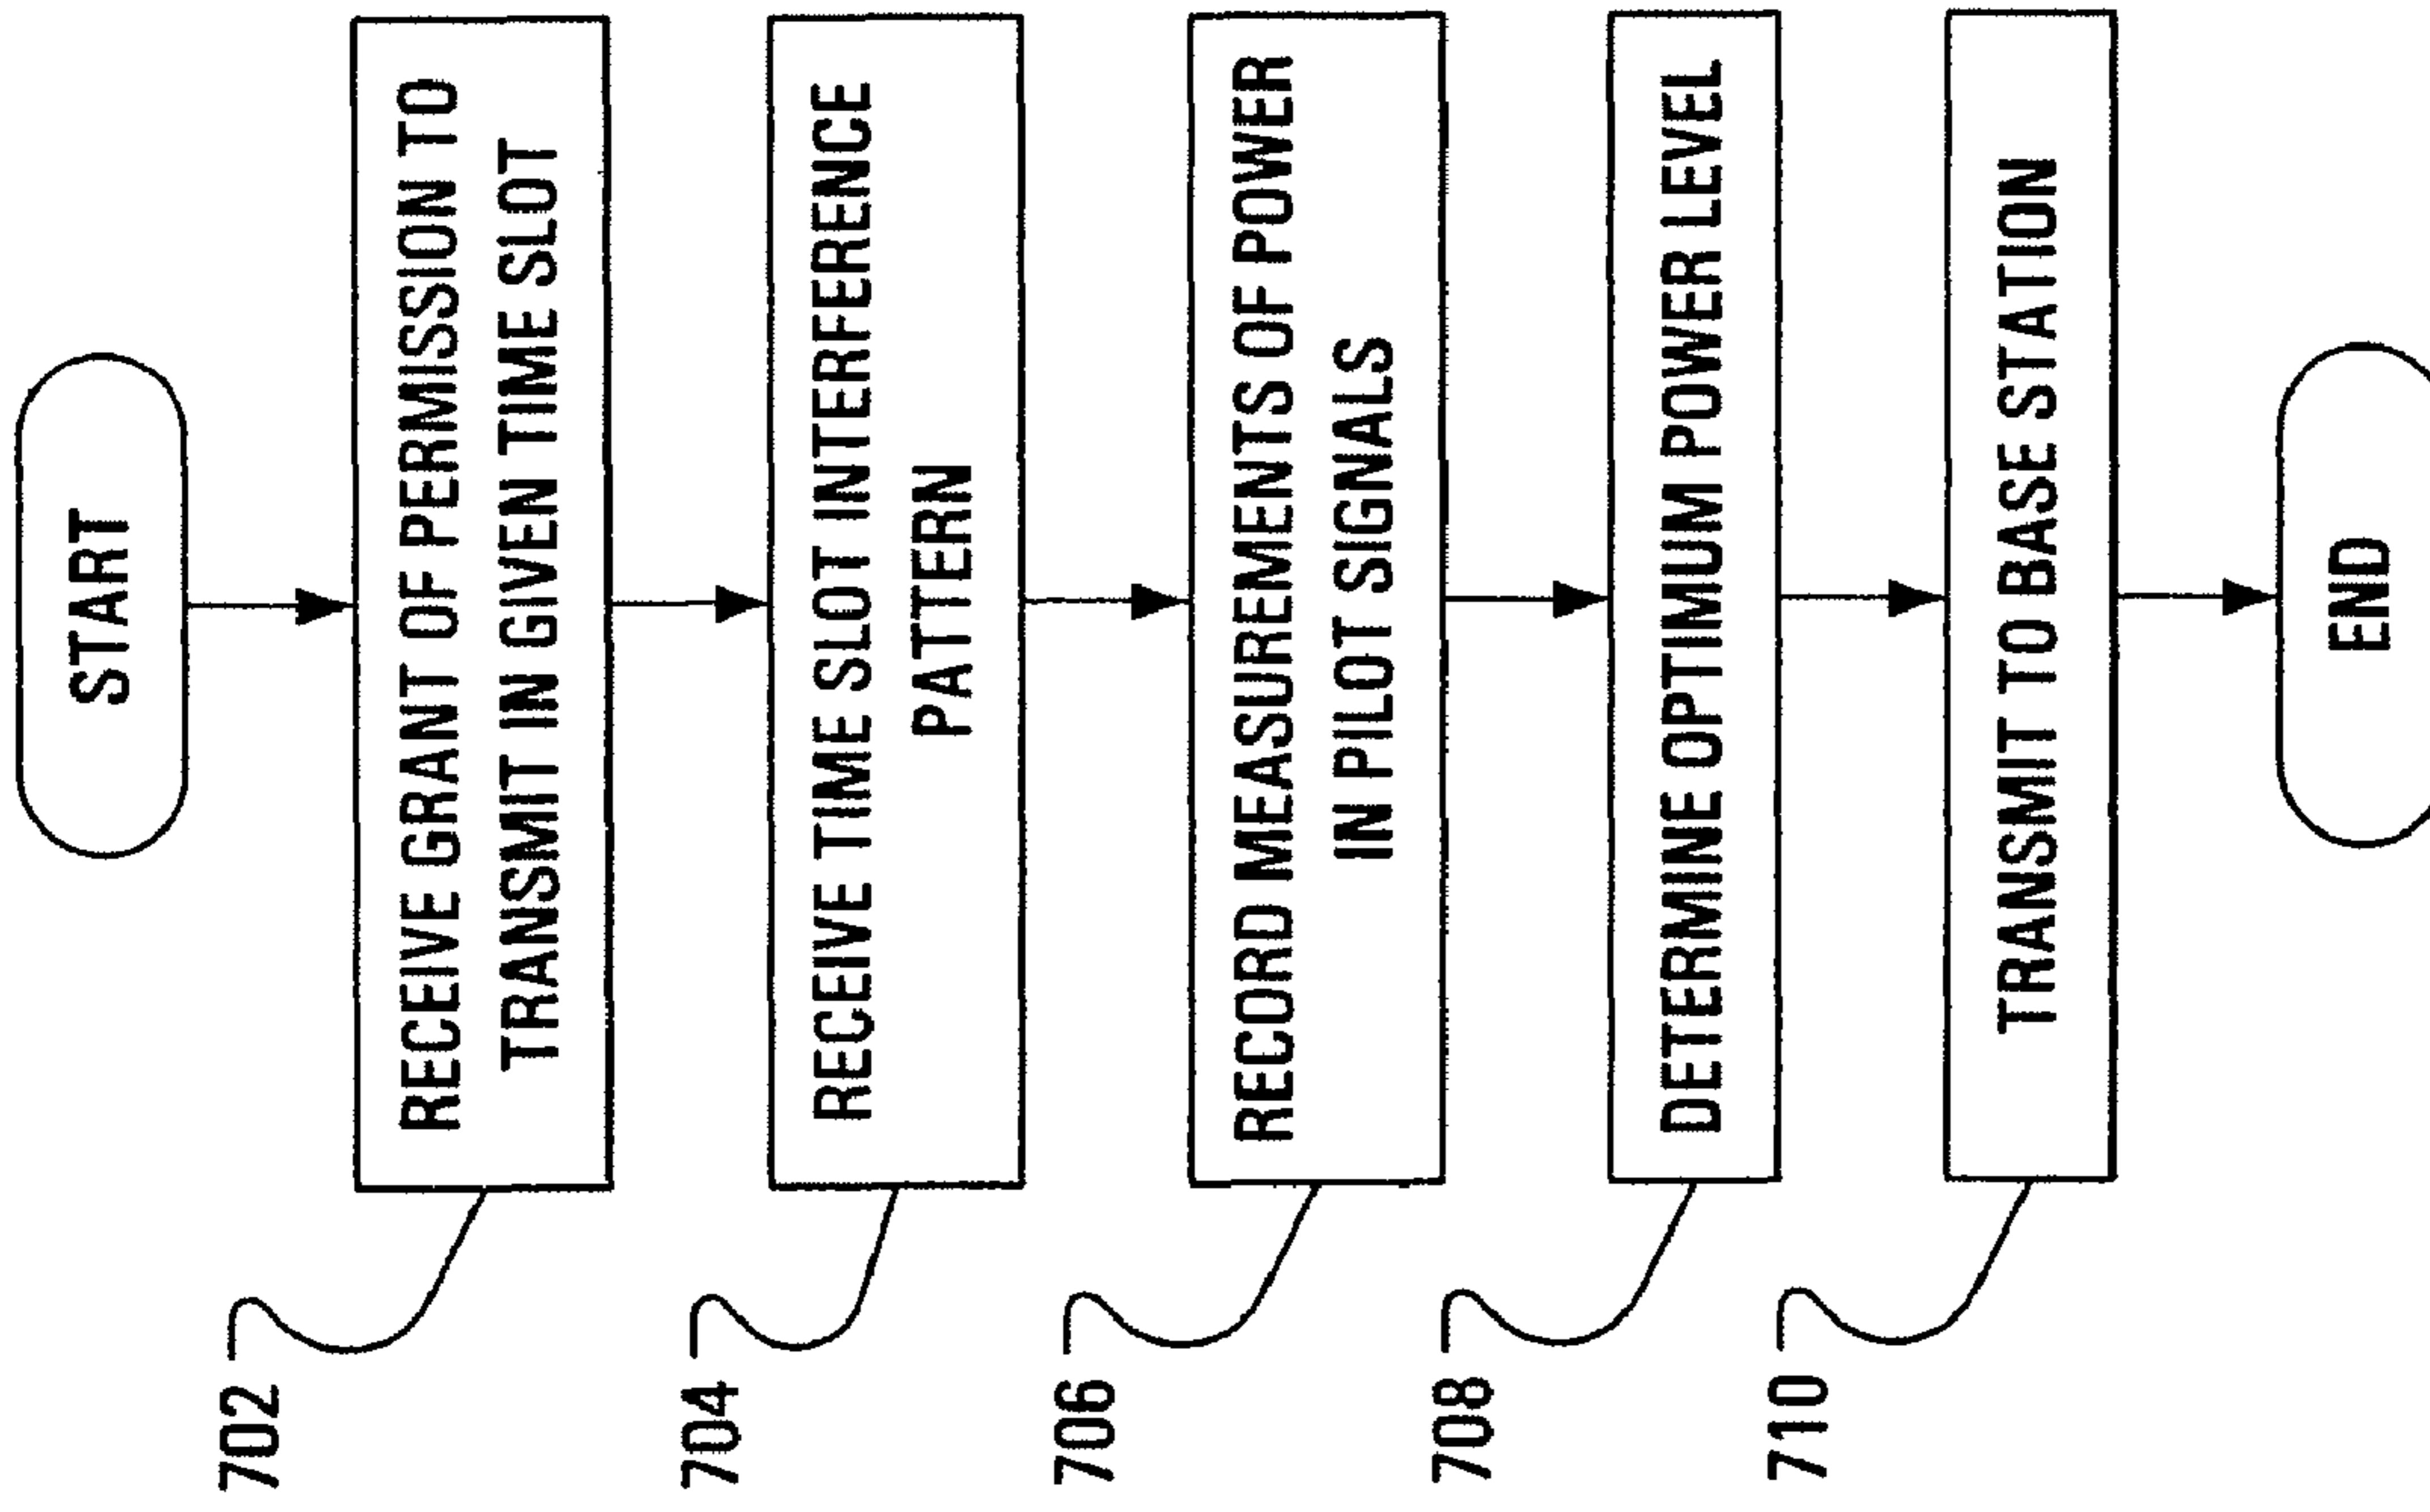 START
702
RECEIVE GRANT OF PERMISSION TO
TRANSMIT IN GIVEN TIME SLOT
704
RECEIVE TIME SLOT INTERFERENCE
PATTERN
706
RECORD MEASUREMENTS OF POWER
IN PILOT SIGNALS
708
DETERMINE OPTIMUM POWER LEVEL
710
TRANSMIT TO BASE STATION
END